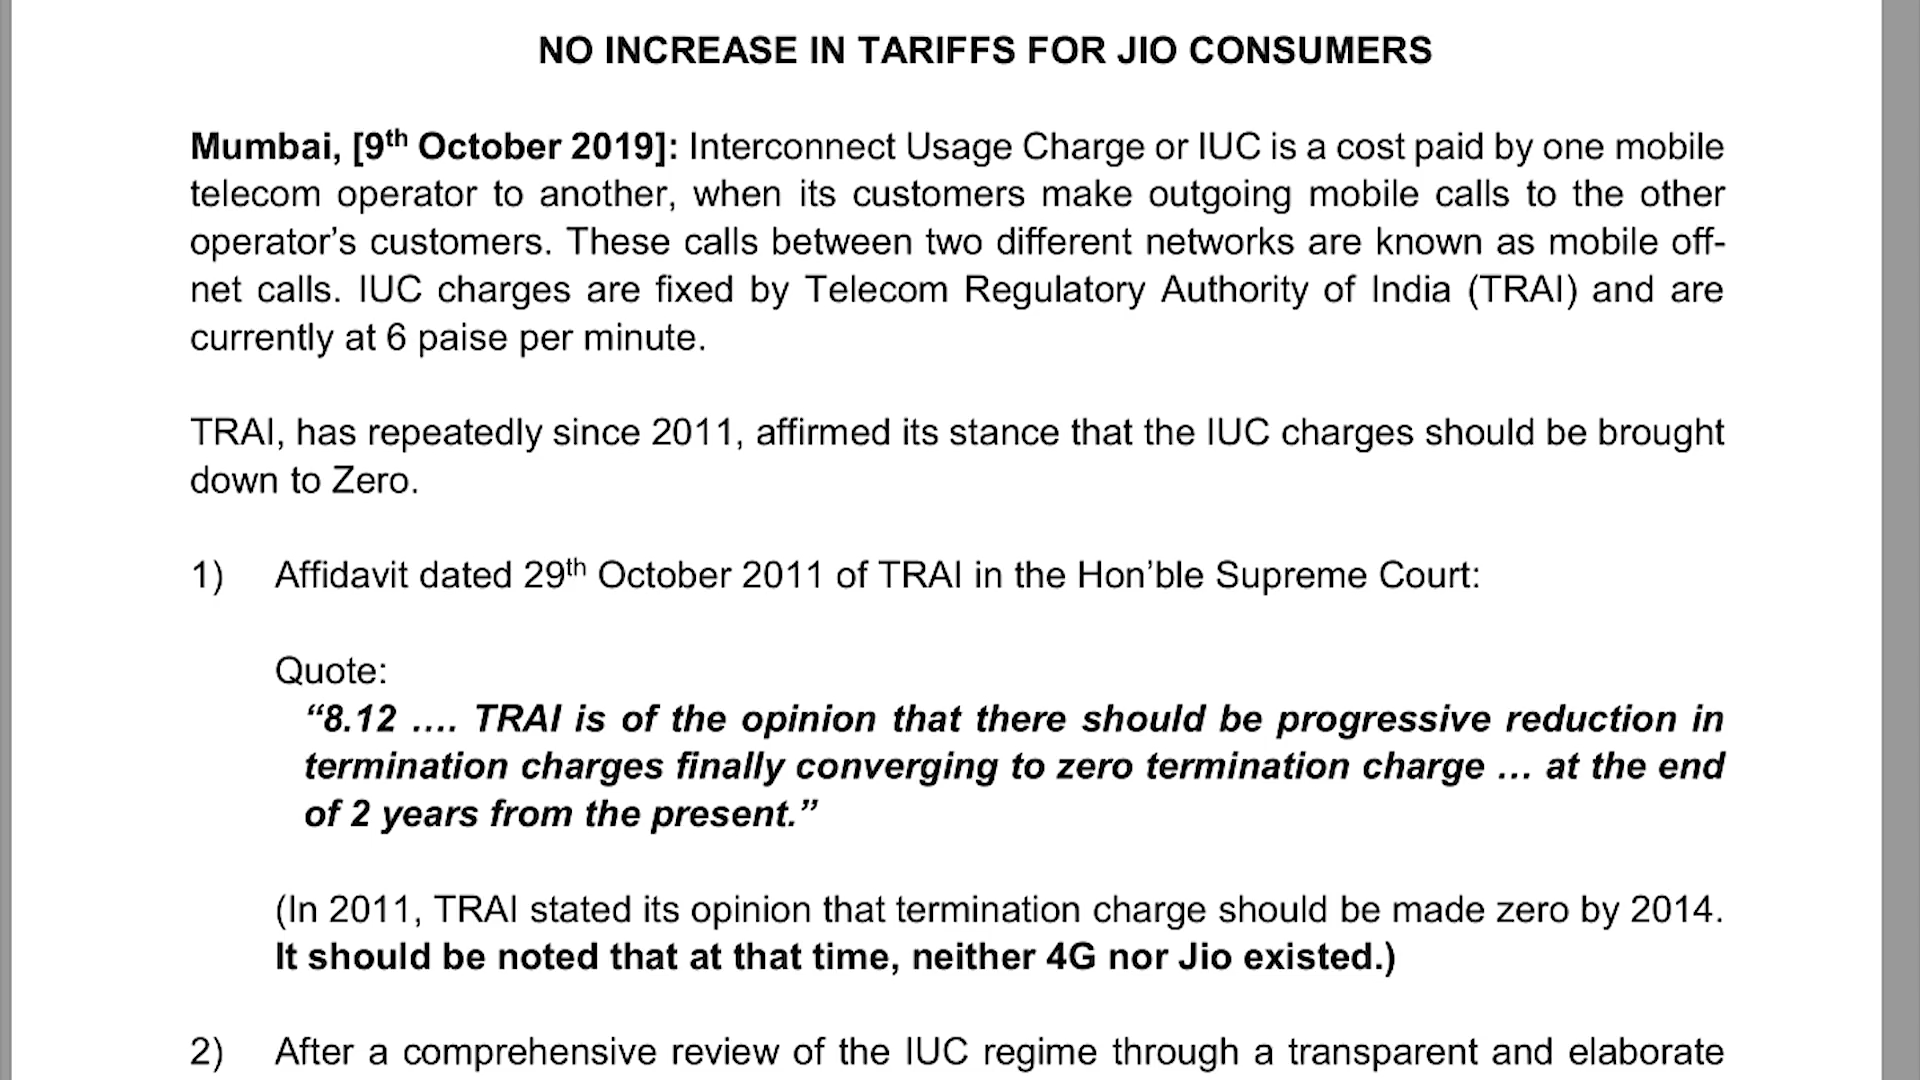 NO INCREASE IN TARIFFS FOR JIO CONSUMERS
Mumbai, [9th October 2019]: Interconnect Usage Charge or IUC is a cost paid by one mobile
telecom operator to another, when its customers make outgoing mobile calls to the other
operator’s customers. These calls between two different networks are known as mobile off-
net calls. IUC charges are fixed by Telecom Regulatory Authority of India (TRAI) and are
currently at 6 paise per minute.
TRAI, has repeatedly since 2011, affirmed its stance that the IUC charges should be brought
down to Zero.
1) Affidavit dated 29th October 2011 of TRAI in the Hon’ble Supreme Court:
Quote:
“8.12 .... TRAI is of the opinion that there should be progressive reduction in
termination charges finally converging to zero termination charge ... at the end
of 2 years from the present.”
(In 2011, TRAI stated its opinion that termination charge should be made zero by 2014.
It should be noted that at that time, neither 4G nor Jio existed.)
2) After a comprehensive review of the IUC regime through a transparent and elaborate